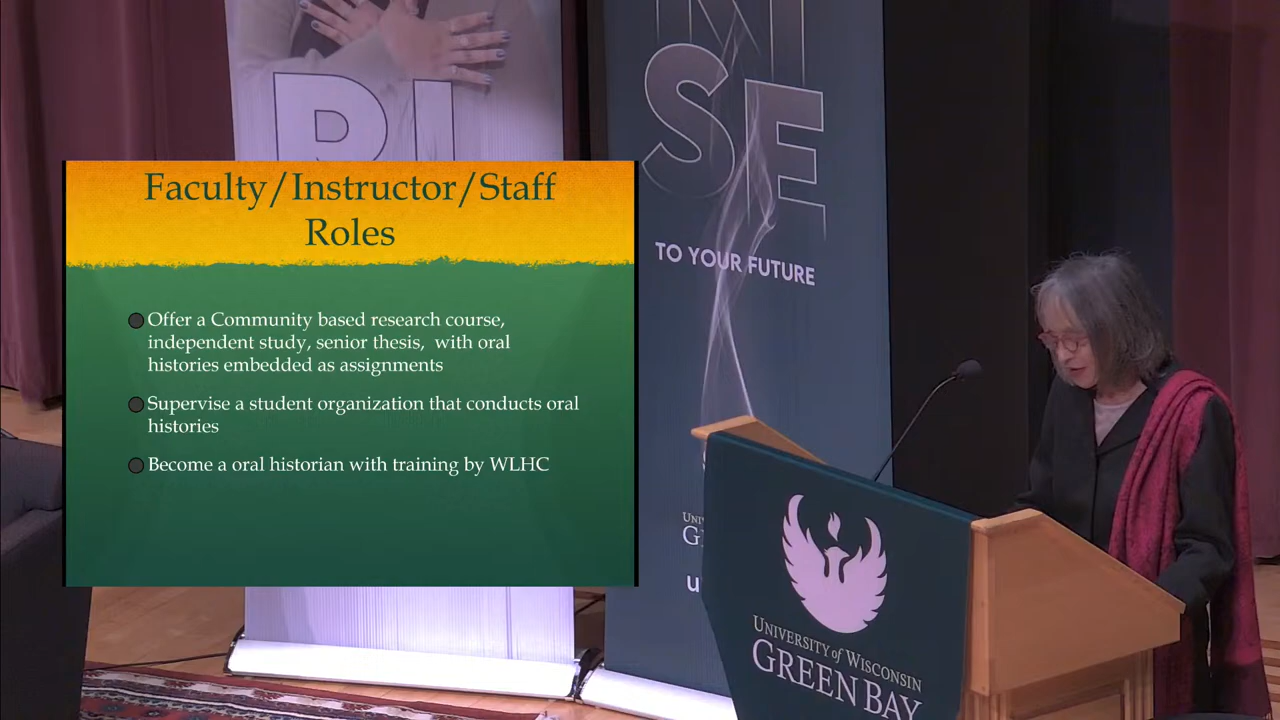 RI
RI
SE
TO YOUR FUTURE
Faculty/Instructor/Staff
Roles
Offer a Community based research course,
independent study, senior thesis, with oral
histories embedded as assignments
Supervise a student organization that conducts oral
histories
Become a oral historian with training by WLHC
UNIVERSITY of WISCONSIN
GREEN BAY